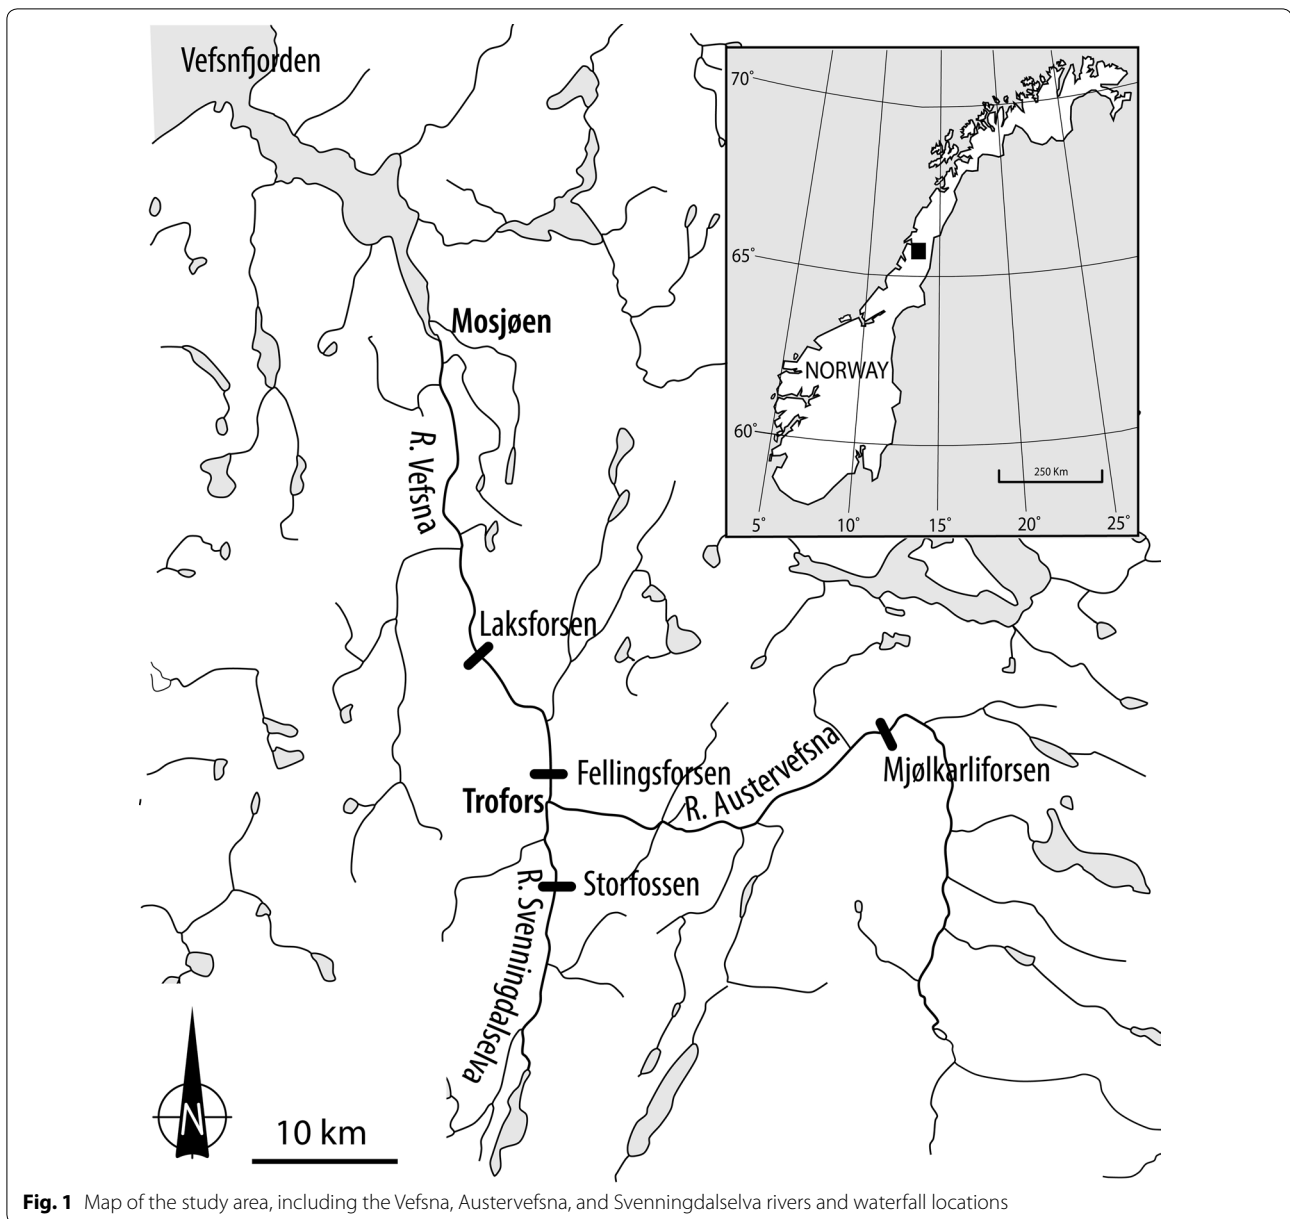 Vefsnfjorden
70°
65°
NORWAY
60°
250 Km
5°
10°
15°
20°
25°
Mosjøen
R. Vefsna
Laksforsen
Fellingsforsen
Trofors
R. Austervefsna
Mjølkarliforsen
Storfossen
R. Svenningdalselva
N
10 km
Fig. 1 Map of the study area, including the Vefsna, Austervefsna, and Svenningdalselva rivers and waterfall locations